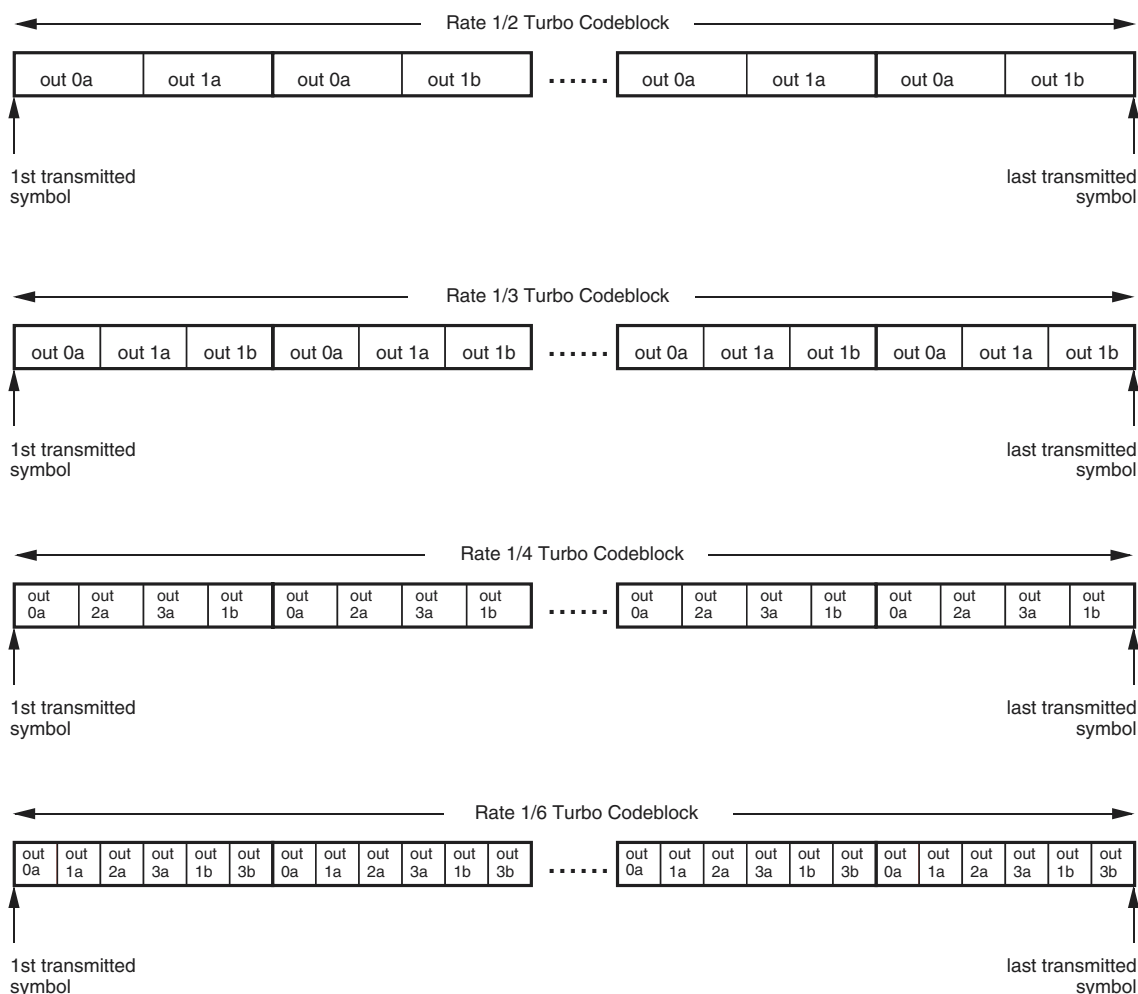 Rate 1/2 Turbo Codeblock
out 0a out 1a out 0a out 1b ...... out 0a out 1a out 0a out 1b
1st transmitted
symbol
last transmitted
symbol
Rate 1/3 Turbo Codeblock
out 0a out 1a out 1b out 0a out 1a out 1b ...... out 0a out 1a out 1b out 0a out 1a out 1b
1st transmitted
symbol
last transmitted
symbol
Rate 1/4 Turbo Codeblock
out out out out out out out out ...... out out out out out out out out
0a 2a 3a 1b 0a 2a 3a 1b 0a 2a 3a 1b 0a 2a 3a 1b
1st transmitted
symbol
last transmitted
symbol
Rate 1/6 Turbo Codeblock
out out out out out out out out out out out out ...... out out out out out out out out out out out out
0a 1a 2a 3a 1b 3b 0a 1a 2a 3a 1b 3b 0a 1a 2a 3a 1b 3b 0a 1a 2a 3a 1b 3b
1st transmitted
symbol
last transmitted
symbol